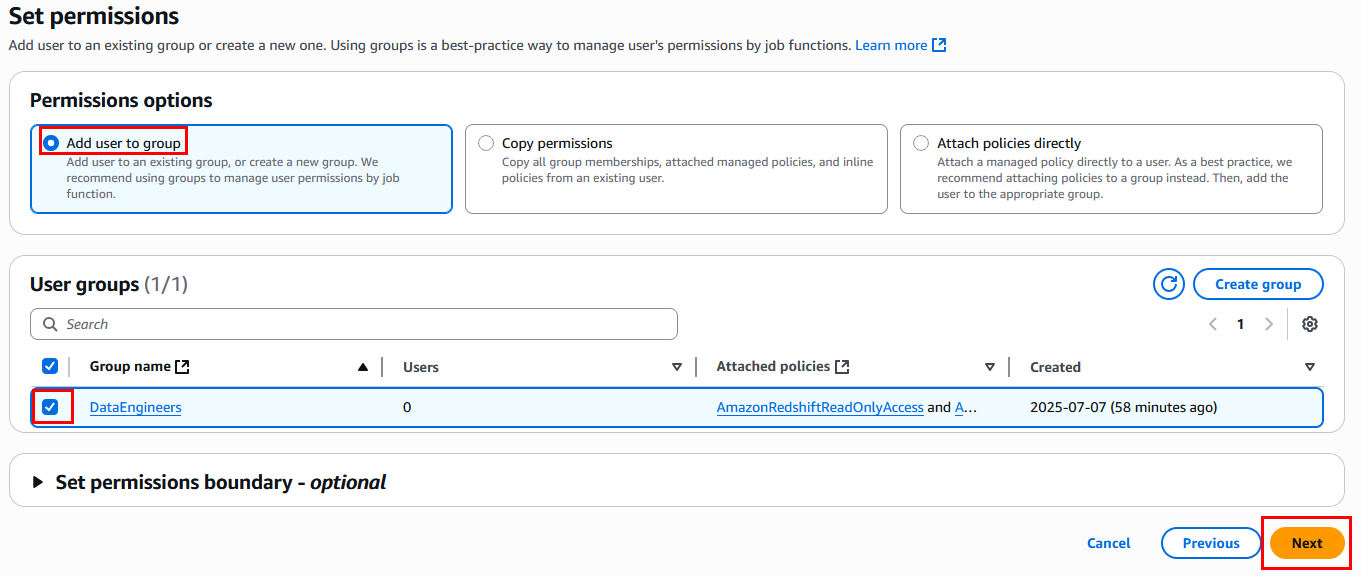 Set permissions
Add user to an existing group or create a new one. Using groups is a best-practice way to manage user's permissions by job functions. Learn more
Permissions options
Add user to group
Add user to an existing group, or create a new group. We
recommend using groups to manage user permissions by job
function.
Copy permissions
Copy all group memberships, attached managed policies, and inline
policies from an existing user.
Attach policies directly
Attach a managed policy directly to a user. As a best practice, we
recommend attaching policies to a group instead. Then, add the
user to the appropriate group.
User groups (1/1)
Create group
Search
1
Group name Users Attached policies Created
DataEngineers 0 AmazonRedshiftReadOnlyAccess and A... 2025-07-07 (58 minutes ago)
Set permissions boundary - optional
Cancel Previous Next